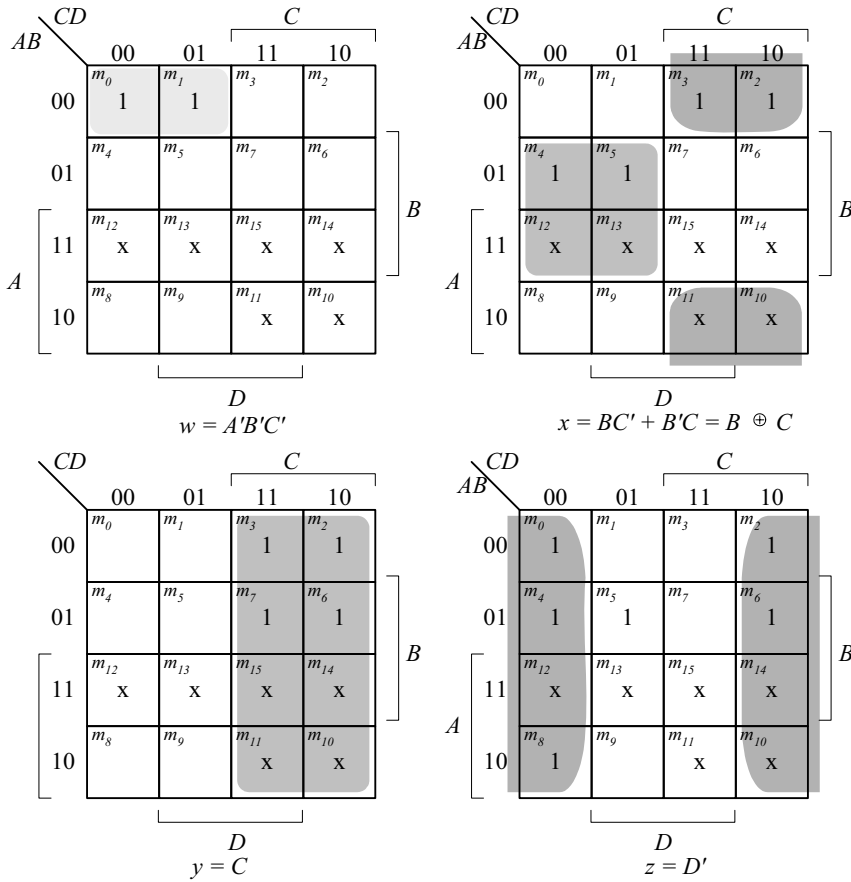 CD
C
AB
00 01 11 10
m0 m1 m3 m2
00 1 1
m4 m5 m7 m6
01
B
m12 m13 m15 m14
11 x x x x
A
m8 m9 m11 m10
10 x x
D
w = A'B'C'
CD
C
AB
00 01 11 10
m0 m1 m3 m2
00 1 1
m4 m5 m7 m6
01 1 1
B
m12 m13 m15 m14
11 x x x x
A
m8 m9 m11 m10
10 x x
D
x = BC' + B'C = B ⊕ C
CD
C
00 01 11 10
m0 m1 m3 m2
00 1 1
m4 m5 m7 m6
01 1 1
B
m12 m13 m15 m14
11 x x x x
m8 m9 m11 m10
10 x x
D
y = C
CD
C
AB
00 01 11 10
m0 m1 m3 m2
00 1 1
m4 m5 m7 m6
01 1 1 1
B
m12 m13 m15 m14
11 x x x x
A
m8 m9 m11 m10
10 1 x x
D
z = D'